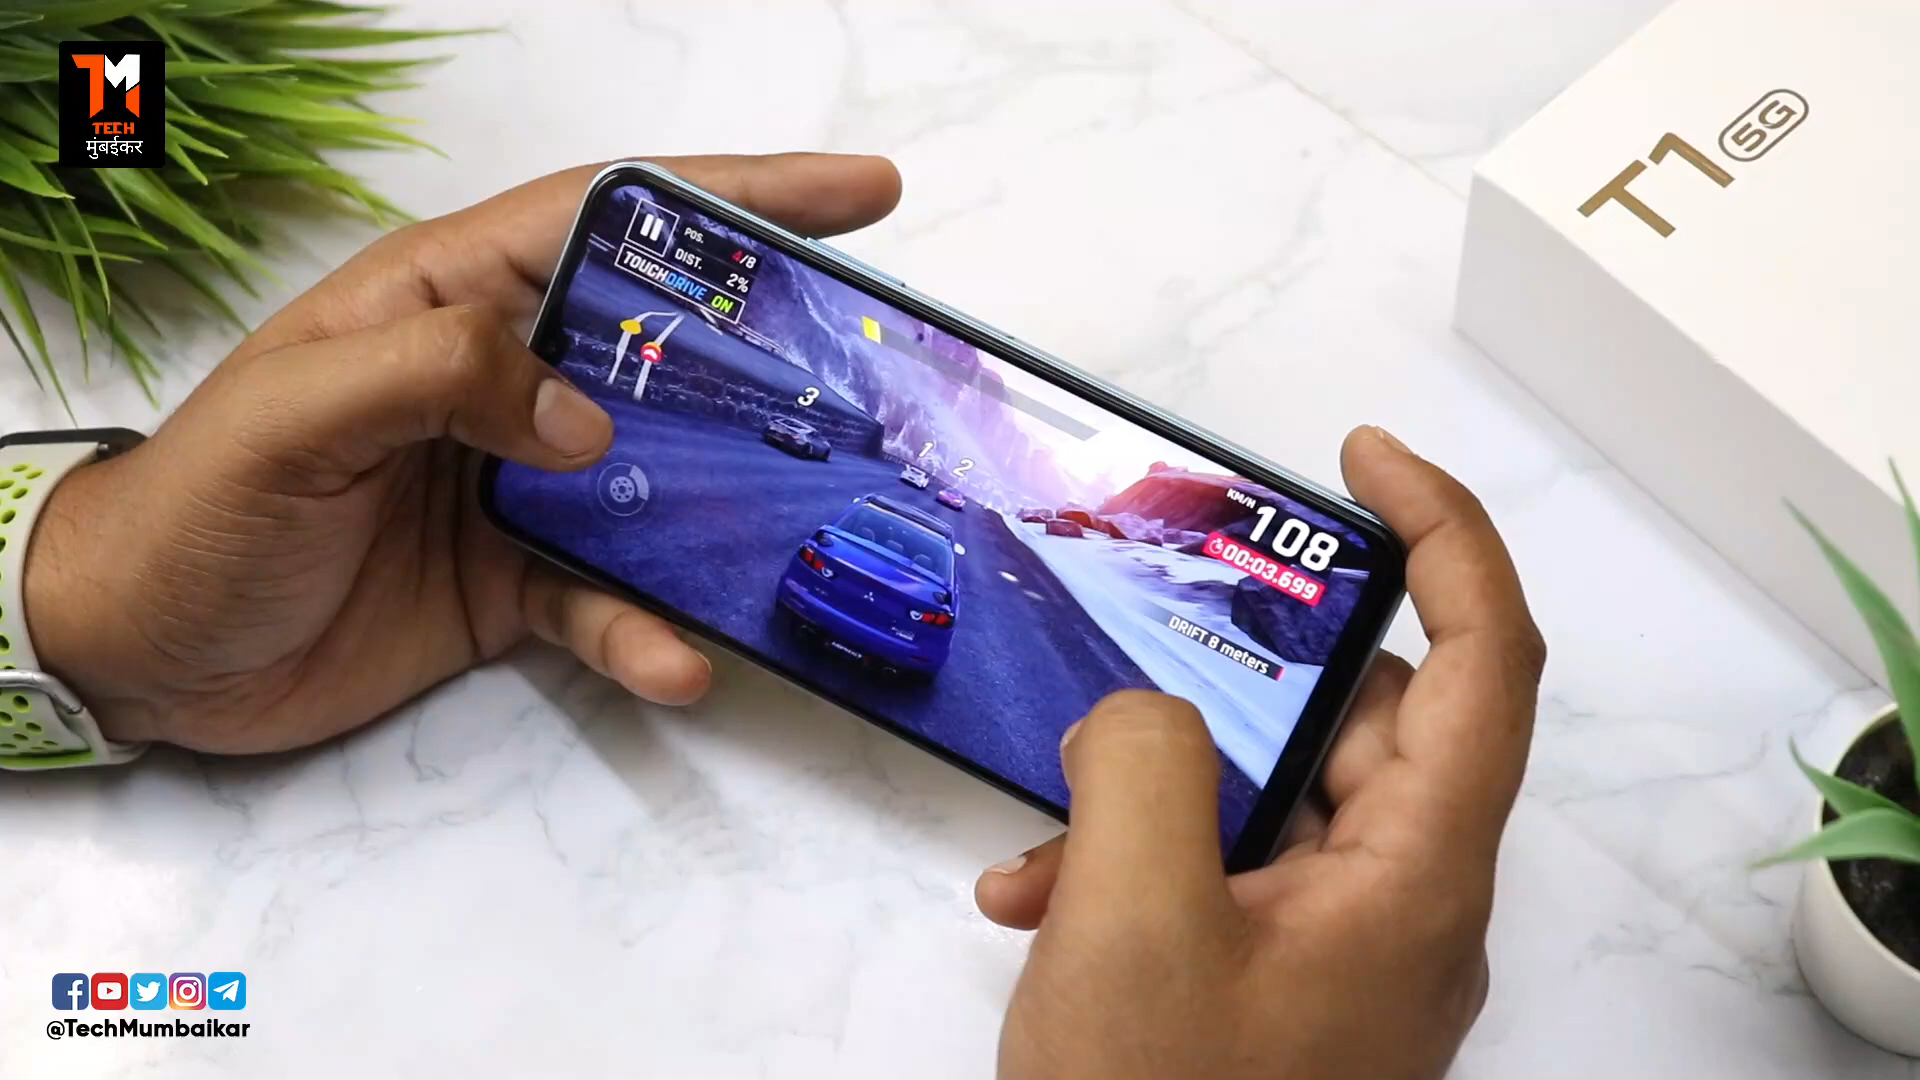 TM
TECH
मुंबईकर
T1 5G
POS. 4/8
DIST. 2%
TOUCHDRIVE ON
3
1
2
KM/H 108
00:03.699
DRIFT 8 meters
@TechMumbaikar